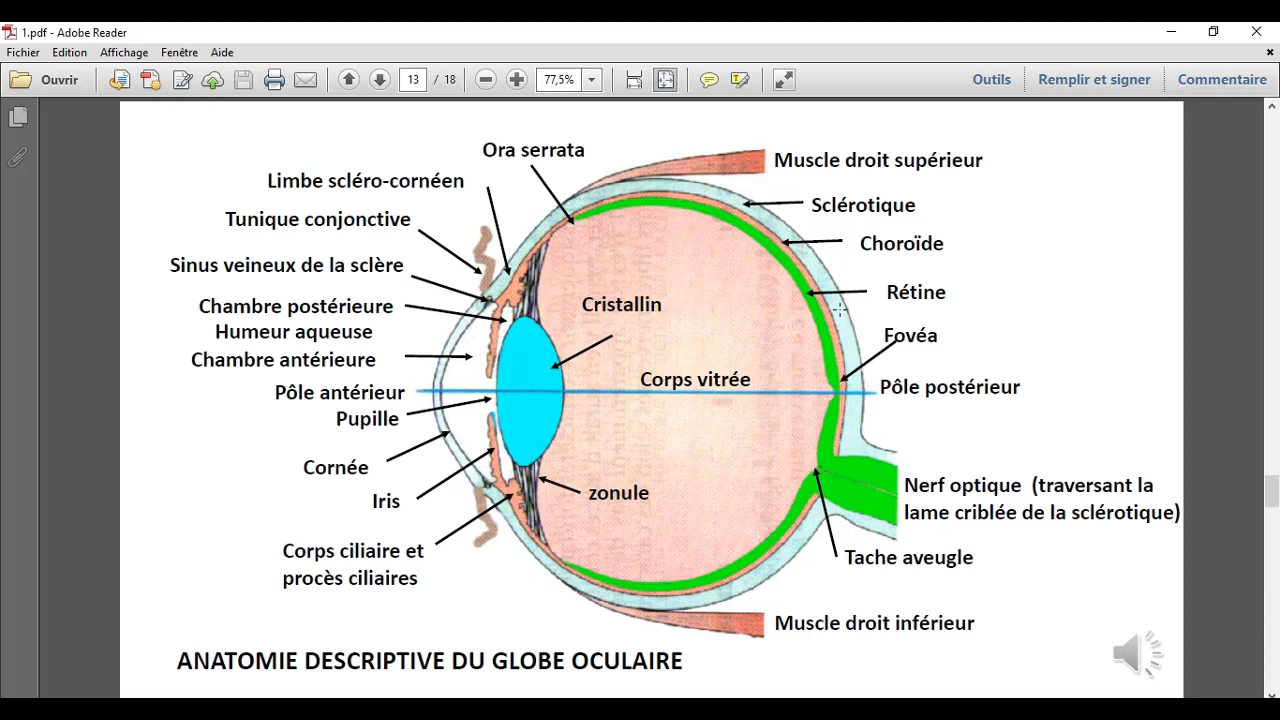 1.pdf - Adobe Reader
Fichier Edition Affichage Fenêtre Aide
Ouvrir 13 / 18 77,5% Outils Remplir et signer Commentaire
Ora serrata
Limbe scléro-cornéen
Tunique conjonctive
Sinus veineux de la sclère
Chambre postérieure
Humeur aqueuse
Chambre antérieure
Pôle antérieur
Pupille
Cornée
Iris
Corps ciliaire et
procès ciliaires
Cristallin
Corps vitrée
zonule
Muscle droit supérieur
Sclérotique
Choroïde
Rétine
Fovéa
Pôle postérieur
Nerf optique (traversant la
lame criblée de la sclérotique)
Tache aveugle
Muscle droit inférieur
ANATOMIE DESCRIPTIVE DU GLOBE OCULAIRE